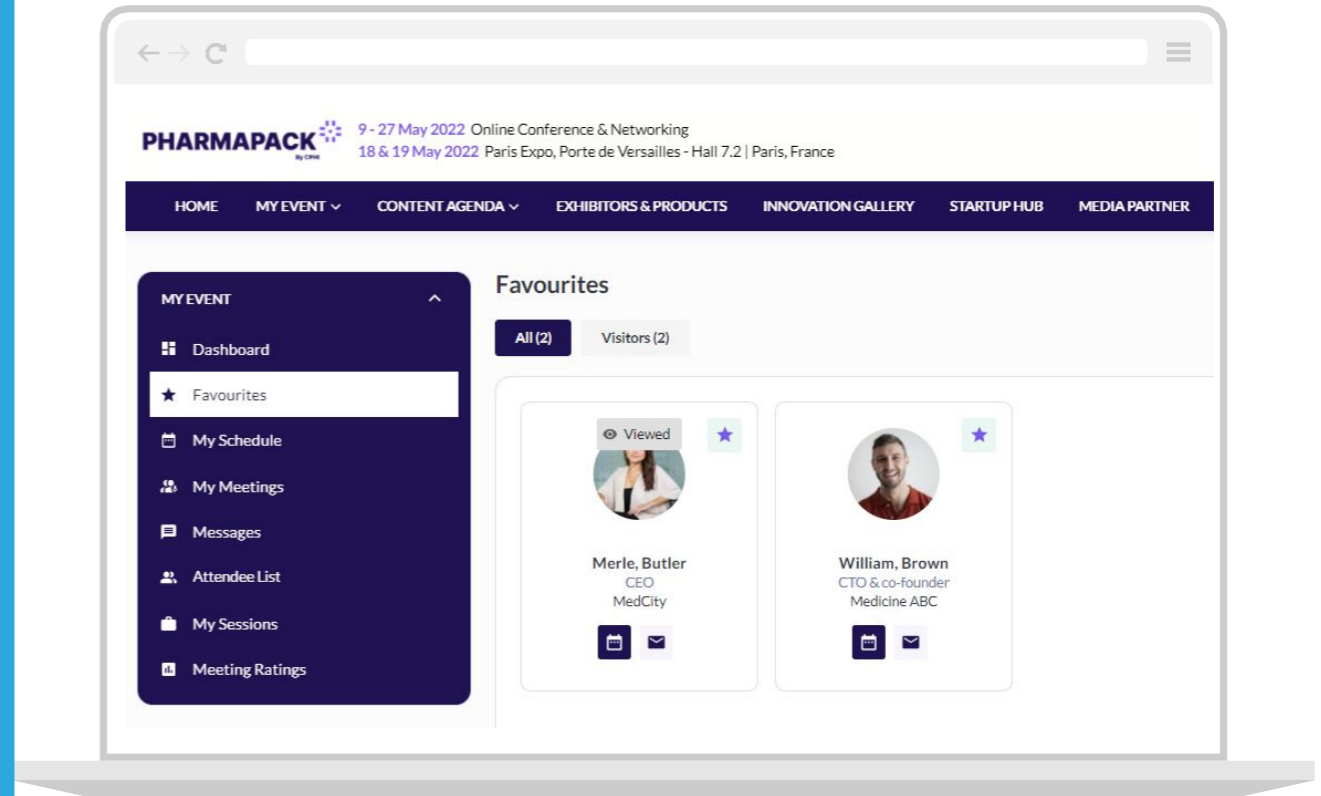 PHARMAPACK
By CPHI
9 - 27 May 2022 Online Conference & Networking
18 & 19 May 2022 Paris Expo, Porte de Versailles - Hall 7.2 | Paris, France
HOME MY EVENT CONTENT AGENDA EXHIBITORS & PRODUCTS INNOVATION GALLERY STARTUP HUB MEDIA PARTNER
MY EVENT
Dashboard
Favourites
My Schedule
My Meetings
Messages
Attendee List
My Sessions
Meeting Ratings
Favourites
All (2) Visitors (2)
Viewed
Merle, Butler
CEO
MedCity
William, Brown
CTO & co-founder
Medicine ABC